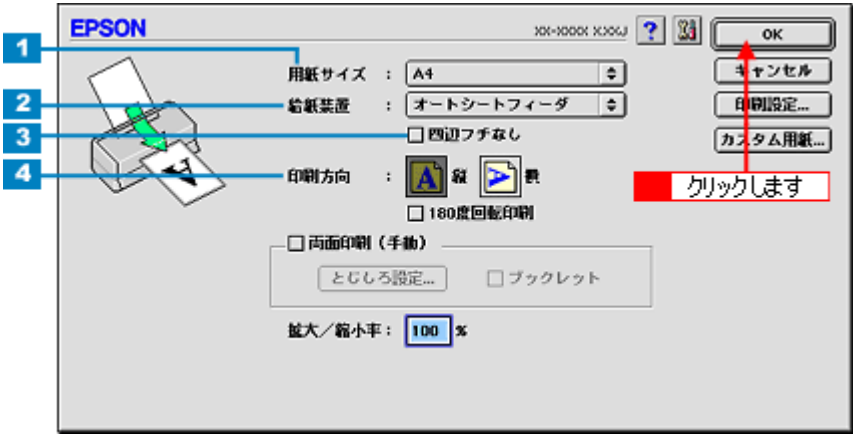 EPSON
XX-XXXX XXXJ ?
OK
1
用紙サイズ : A4
キャンセル
2
給紙装置 : オートシートフィーダ
印刷設定...
3
四辺フチなし
カスタム用紙...
4
印刷方向 : A 縦 A 横
クリックします
180度回転印刷
両面印刷(手動)
とじしろ設定... ブックレット
拡大/縮小率: 100 %
A